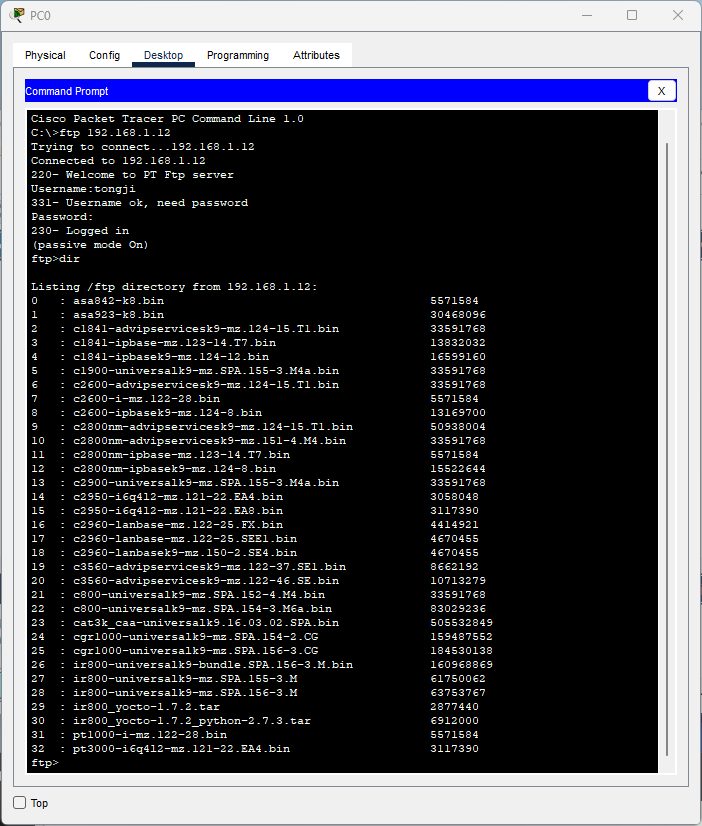 PC0
Physical Config Desktop Programming Attributes
Command Prompt X
Cisco Packet Tracer PC Command Line 1.0
C:\>ftp 192.168.1.12
Trying to connect...192.168.1.12
Connected to 192.168.1.12
220- Welcome to PT Ftp server
Username:tongji
331- Username ok, need password
Password:
230- Logged in
(passive mode On)
ftp>dir
Listing /ftp directory from 192.168.1.12:
0 : asa842-k8.bin 5571584
1 : asa923-k8.bin 30468096
2 : c1841-advipservicesk9-mz.124-15.T1.bin 33591768
3 : c1841-ipbase-mz.123-14.T7.bin 13832032
4 : c1841-ipbasek9-mz.124-12.bin 16599160
5 : c1900-universalk9-mz.SPA.155-3.M4a.bin 33591768
6 : c2600-advipservicesk9-mz.124-15.T1.bin 33591768
7 : c2600-i-mz.122-28.bin 5571584
8 : c2600-ipbasek9-mz.124-8.bin 13169700
9 : c2800nm-advipservicesk9-mz.124-15.T1.bin 50938004
10 : c2800nm-advipservicesk9-mz.151-4.M4.bin 33591768
11 : c2800nm-ipbase-mz.123-14.T7.bin 5571584
12 : c2800nm-ipbasek9-mz.124-8.bin 15522644
13 : c2900-universalk9-mz.SPA.155-3.M4a.bin 33591768
14 : c2950-i6q4l2-mz.121-22.EA4.bin 3058048
15 : c2950-i6q4l2-mz.121-22.EA8.bin 3117390
16 : c2960-lanbase-mz.122-25.FX.bin 4414921
17 : c2960-lanbase-mz.122-25.SEE1.bin 4670455
18 : c2960-lanbasek9-mz.150-2.SE4.bin 4670455
19 : c3560-advipservicesk9-mz.122-37.SE1.bin 8662192
20 : c3560-advipservicesk9-mz.122-46.SE.bin 10713279
21 : c800-universalk9-mz.SPA.152-4.M4.bin 33591768
22 : c800-universalk9-mz.SPA.154-3.M6a.bin 83029236
23 : cat3k_caa-universalk9.16.03.02.SPA.bin 505532849
24 : cgr1000-universalk9-mz.SPA.154-2.CG 159487552
25 : cgr1000-universalk9-mz.SPA.156-3.CG 184530138
26 : ir800-universalk9-bundle.SPA.156-3.M.bin 160968869
27 : ir800-universalk9-mz.SPA.155-3.M 61750062
28 : ir800-universalk9-mz.SPA.156-3.M 63753767
29 : ir800_yocto-1.7.2.tar 2877440
30 : ir800_yocto-1.7.2_python-2.7.3.tar 6912000
31 : pt1000-i-mz.122-28.bin 5571584
32 : pt3000-i6q4l2-mz.121-22.EA4.bin 3117390
ftp>
Top